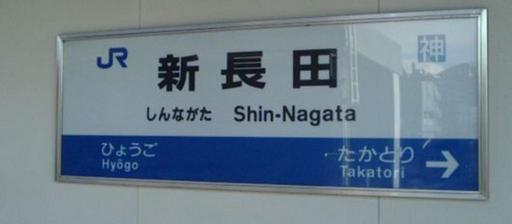 JR
神
新長田
しんながた Shin-Nagata
ひょうご
Hyōgo
←たかとり
Takatori
→